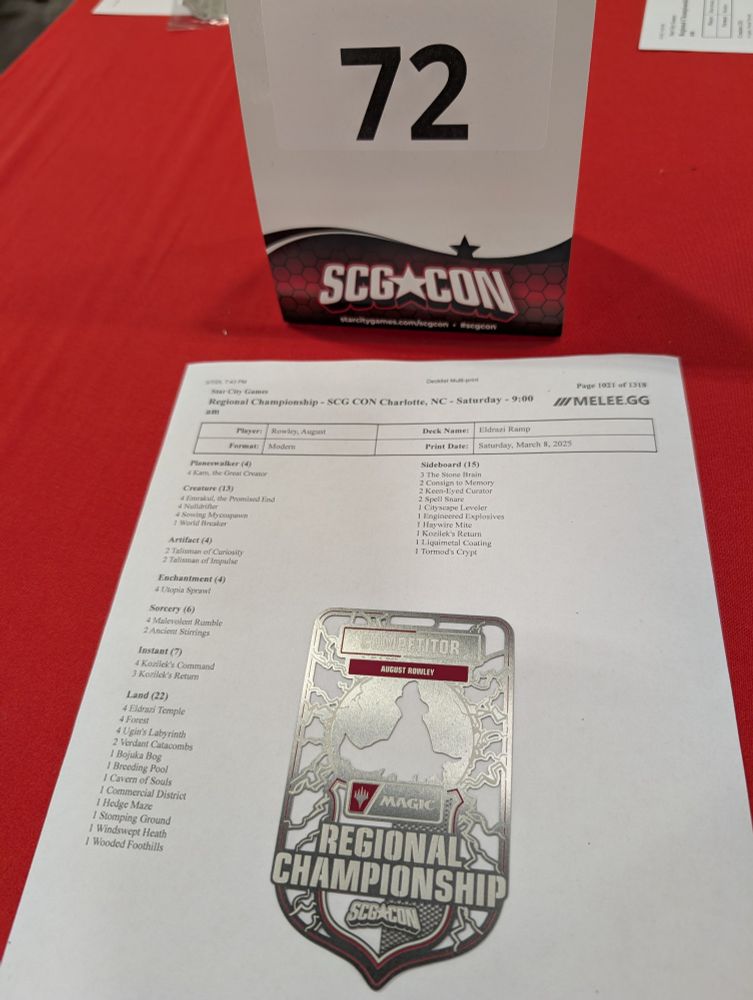 72
SCG★CON
starcitygames.com/scgcon • #scgcon
3/7/25, 7:43 PM
Decklist Multi-print
Star City Games
Page 1021 of 1318
Regional Championship - SCG CON Charlotte, NC - Saturday - 9:00
am
MELEE.GG
Player: Rowley, August Deck Name: Eldrazi Ramp
Format: Modern Print Date: Saturday, March 8, 2025
Planeswalker (4)
4 Karn, the Great Creator
Creature (13)
4 Emrakul, the Promised End
4 Nulldrifter
4 Sowing Mycospawn
1 World Breaker
Artifact (4)
2 Talisman of Curiosity
2 Talisman of Impulse
Enchantment (4)
4 Utopia Sprawl
Sorcery (6)
4 Malevolent Rumble
2 Ancient Stirrings
Instant (7)
4 Kozilek's Command
3 Kozilek's Return
Land (22)
4 Eldrazi Temple
4 Forest
4 Ugin's Labyrinth
2 Verdant Catacombs
1 Bojuka Bog
1 Breeding Pool
1 Cavern of Souls
1 Commercial District
1 Hedge Maze
1 Stomping Ground
1 Windswept Heath
1 Wooded Foothills
Sideboard (15)
3 The Stone Brain
2 Consign to Memory
2 Keen-Eyed Curator
2 Spell Snare
1 Cityscape Leveler
1 Engineered Explosives
1 Haywire Mite
1 Kozilek's Return
1 Liquimetal Coating
1 Tormod's Crypt
COMPETITOR
AUGUST ROWLEY
MAGIC
REGIONAL
CHAMPIONSHIP
SCG★CON